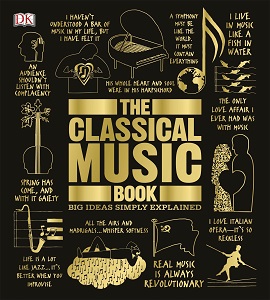 DK
I HAVEN'T
UNDERSTOOD A BAR OF
MUSIC IN MY LIFE, BUT
I HAVE FELT IT
A SYMPHONY
MUST BE
LIKE THE
WORLD. IT
MUST CONTAIN
EVERYTHING
I LIVE IN
MUSIC LIKE
A FISH IN
WATER
AN
AUDIENCE
SHOULDN'T
LISTEN WITH
COMPLACENCY
HIS WHOLE HEART AND SOUL
WERE IN HIS HARPSICHORD
THE ONLY
LOVE AFFAIR I
EVER HAD WAS
WITH MUSIC
THE
CLASSICAL
MUSIC
BOOK
BIG IDEAS SIMPLY EXPLAINED
SPRING HAS
COME, AND
WITH IT GAIETY
ALL THE AIRS AND
MADRIGALS... WHISPER SOFTNESS
I LOVE ITALIAN
OPERA—IT'S SO
RECKLESS
LIFE IS A LOT
LIKE JAZZ... IT'S
BETTER WHEN YOU
IMPROVISE
REAL MUSIC
IS ALWAYS
REVOLUTIONARY